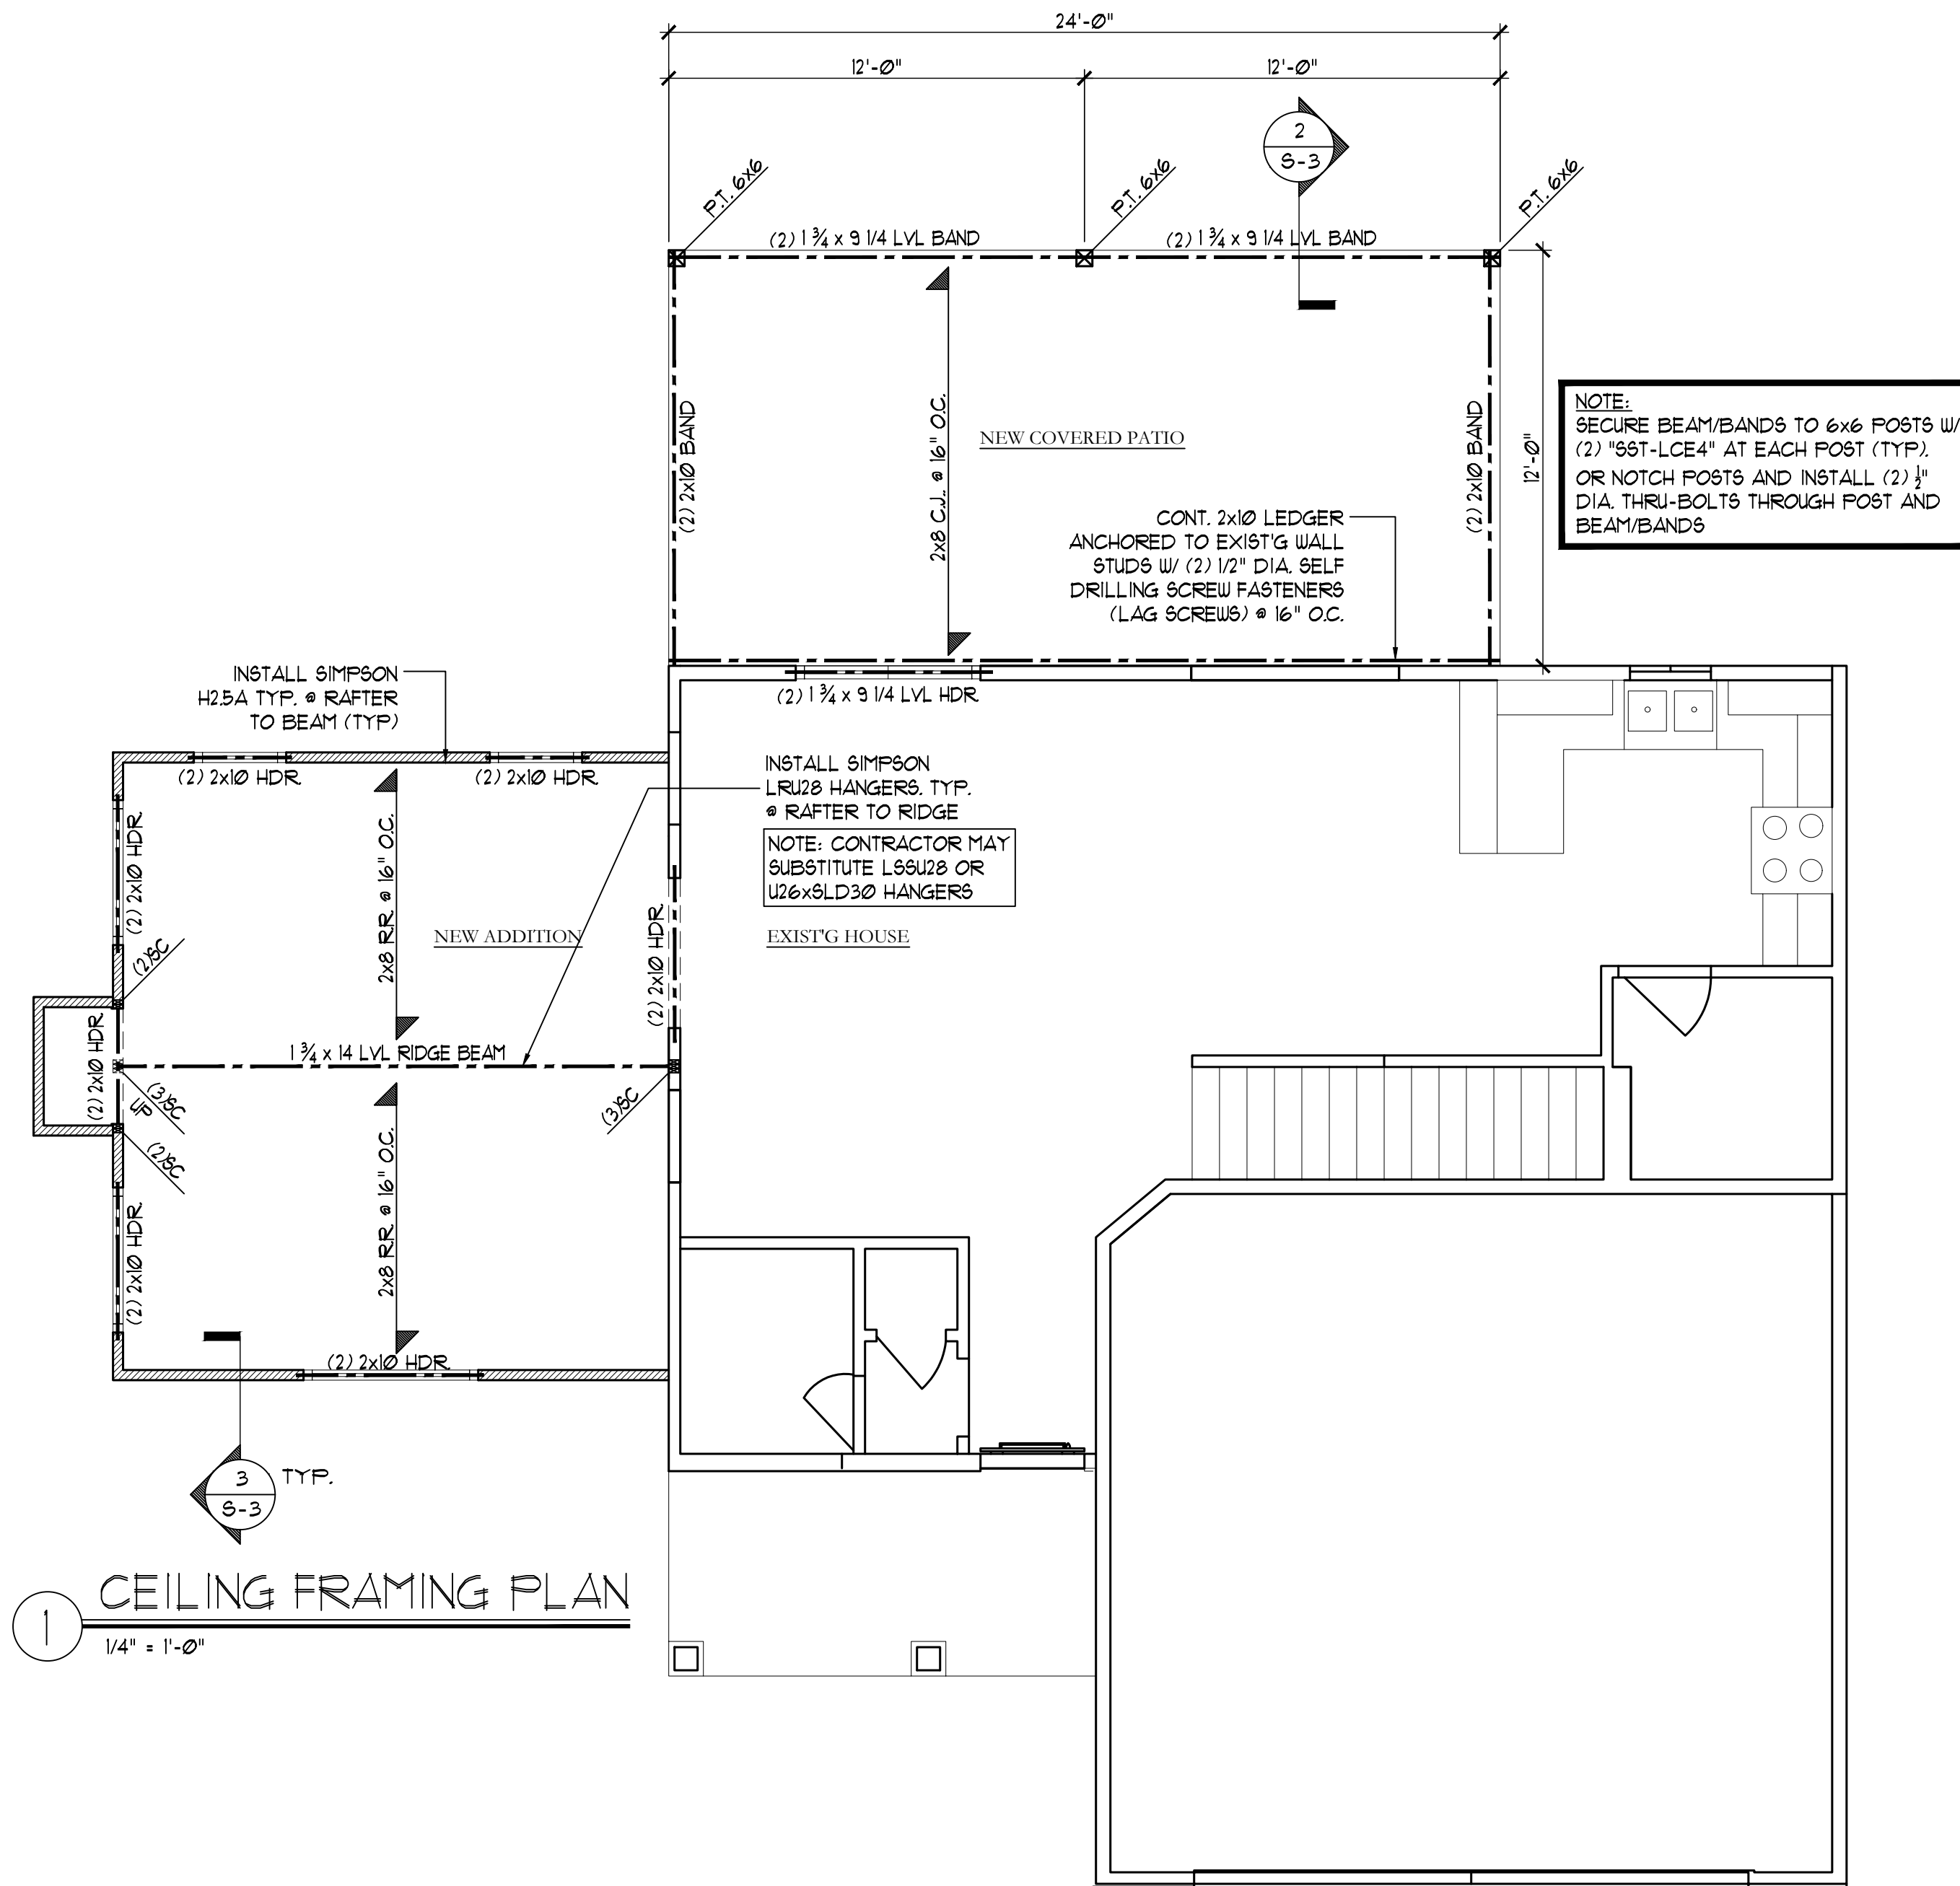 24'-0"
12'-0"
12'-0"
2
S-3
P.T. 6x6
P.T. 6x6
P.T. 6x6
(2) 1 ¾ x 9 1/4 LVL BAND
(2) 1 ¾ x 9 1/4 LVL BAND
(2) 2x10 BAND
2x8 C.J.. @ 16" O.C.
NEW COVERED PATIO
(2) 2x10 BAND
12'-0"
NOTE:
SECURE BEAM/BANDS TO 6x6 POSTS W/
(2) "SST-LCE4" AT EACH POST (TYP).
OR NOTCH POSTS AND INSTALL (2) ½"
DIA. THRU-BOLTS THROUGH POST AND
BEAM/BANDS
CONT. 2x10 LEDGER
ANCHORED TO EXIST'G WALL
STUDS W/ (2) 1/2" DIA. SELF
DRILLING SCREW FASTENERS
(LAG SCREWS) @ 16" O.C.
INSTALL SIMPSON
H2.5A TYP. @ RAFTER
TO BEAM (TYP)
(2) 1 ¾ x 9 1/4 LVL HDR.
(2) 2x10 HDR.
(2) 2x10 HDR.
INSTALL SIMPSON
LRU28 HANGERS. TYP.
@ RAFTER TO RIDGE
NOTE: CONTRACTOR MAY
SUBSTITUTE LSSU28 OR
U26xSLD30 HANGERS
(2) 2x10 HDR.
2x8 R.R. @ 16" O.C.
NEW ADDITION
(2) 2x10 HDR.
EXIST'G HOUSE
(2)SC
(2) 2x10 HDR.
1 ¾ x 14 LVL RIDGE BEAM
(3)SC
UP
(3)SC
(2)SC
2x8 R.R. @ 16" O.C.
(2) 2x10 HDR.
(2) 2x10 HDR.
3
S-3
TYP.
1
CEILING FRAMING PLAN
1/4" = 1'-0"